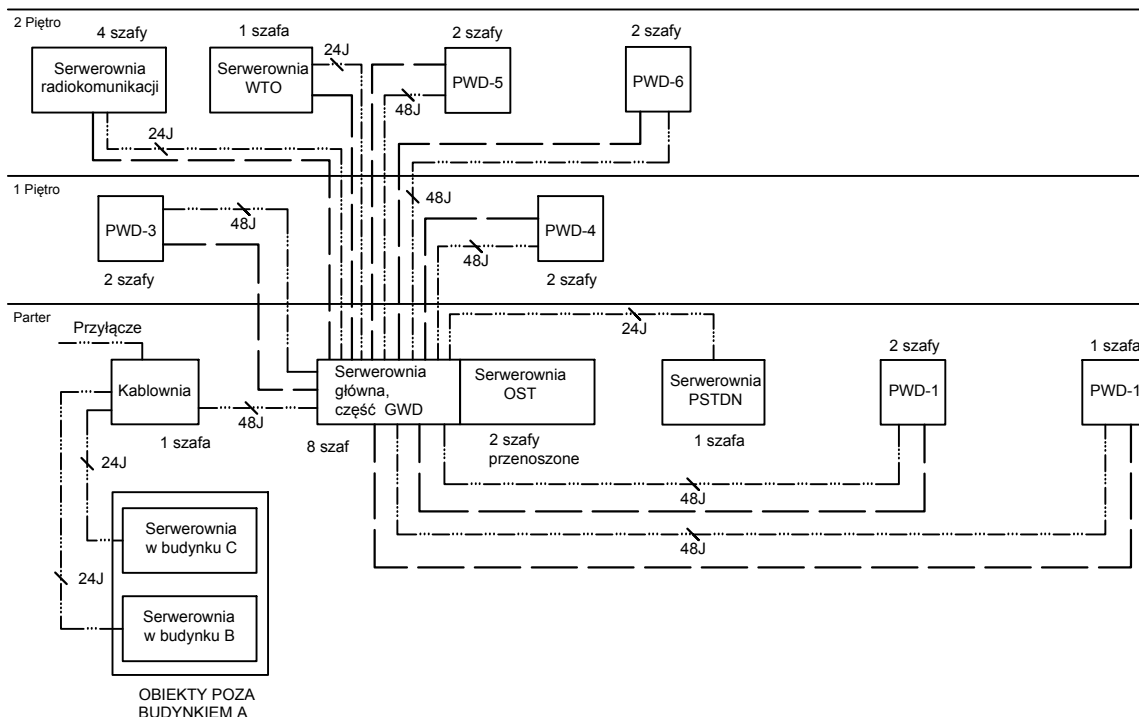 2 Piętro
4 szafy
1 szafa
2 szafy
2 szafy
Serwerownia
radiokomunikacji
Serwerownia
WTO
24J
PWD-5
PWD-6
48J
24J
1 Piętro
48J
PWD-3
48J
PWD-4
48J
2 szafy
2 szafy
Parter
Przyłącze
24J
2 szafy
1 szafa
Kablownia
Serwerownia
główna,
część GWD
Serwerownia
OST
Serwerownia
PSTDN
PWD-1
PWD-1
48J
1 szafa
8 szaf
2 szafy
przenoszone
1 szafa
24J
48J
Serwerownia
w budynku C
48J
24J
Serwerownia
w budynku B
OBIEKTY POZA
BUDYNKIEM A